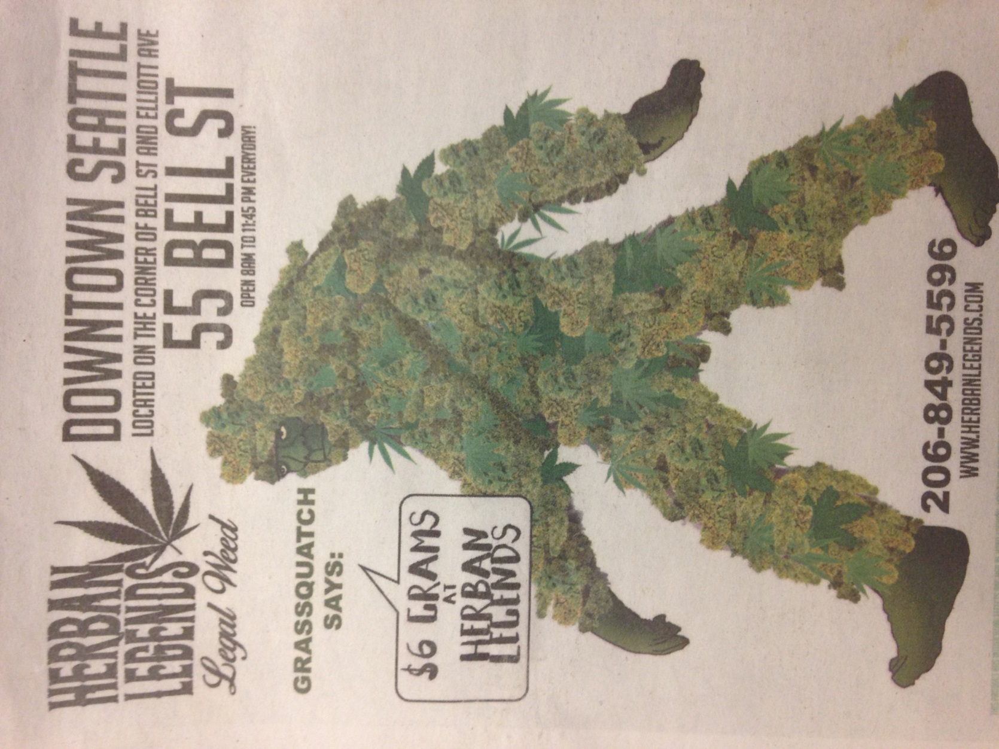 HERBAN
LEGENDS
Legal Weed
DOWNTOWN SEATTLE
LOCATED ON THE CORNER OF BELL ST AND ELLIOTT AVE
55 BELL ST
OPEN 8AM TO 11:45 PM EVERYDAY!
GRASSQUATCH
SAYS:
$6 GRAMS
AT
HERBAN
LEGENDS
206-849-5596
WWW.HERBANLEGENDS.COM